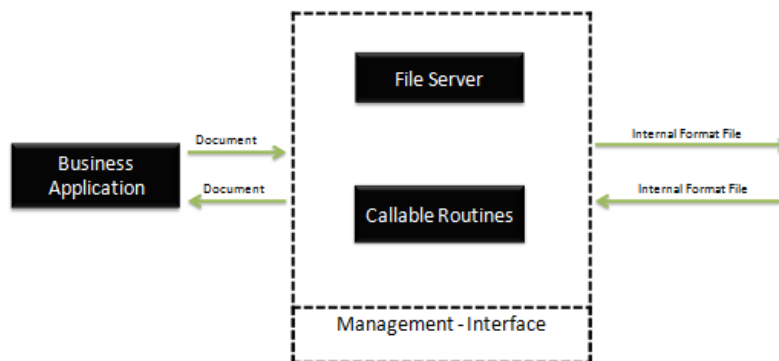 File Server
Document
Internal Format File
Business
Application
Document
Internal Format File
Callable Routines
Management - Interface